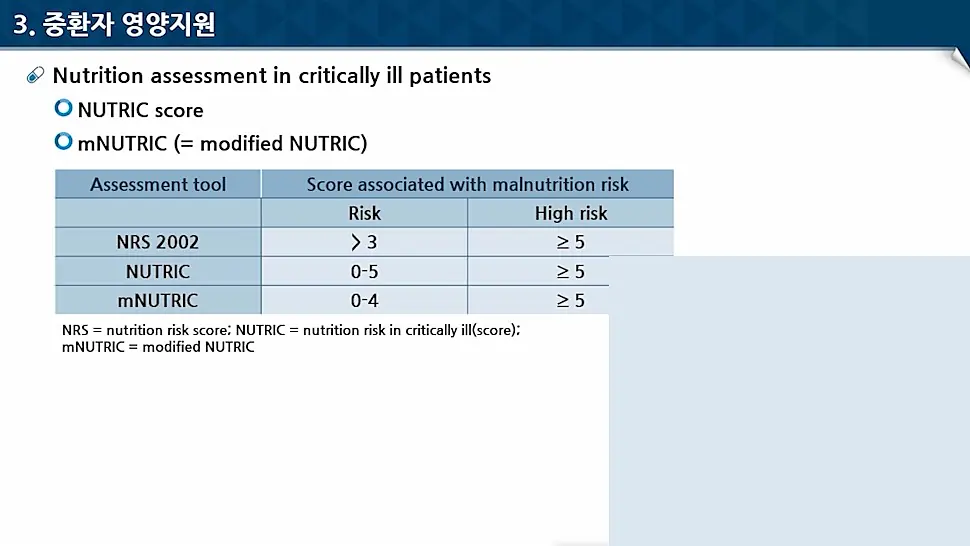 3. 중환자 영양지원
Nutrition assessment in critically ill patients
NUTRIC score
mNUTRIC (= modified NUTRIC)
Assessment tool Score associated with malnutrition risk
Risk High risk
NRS 2002 > 3 ≥ 5
NUTRIC 0-5 ≥ 5
mNUTRIC 0-4 ≥ 5
NRS = nutrition risk score; NUTRIC = nutrition risk in critically ill(score);
mNUTRIC = modified NUTRIC